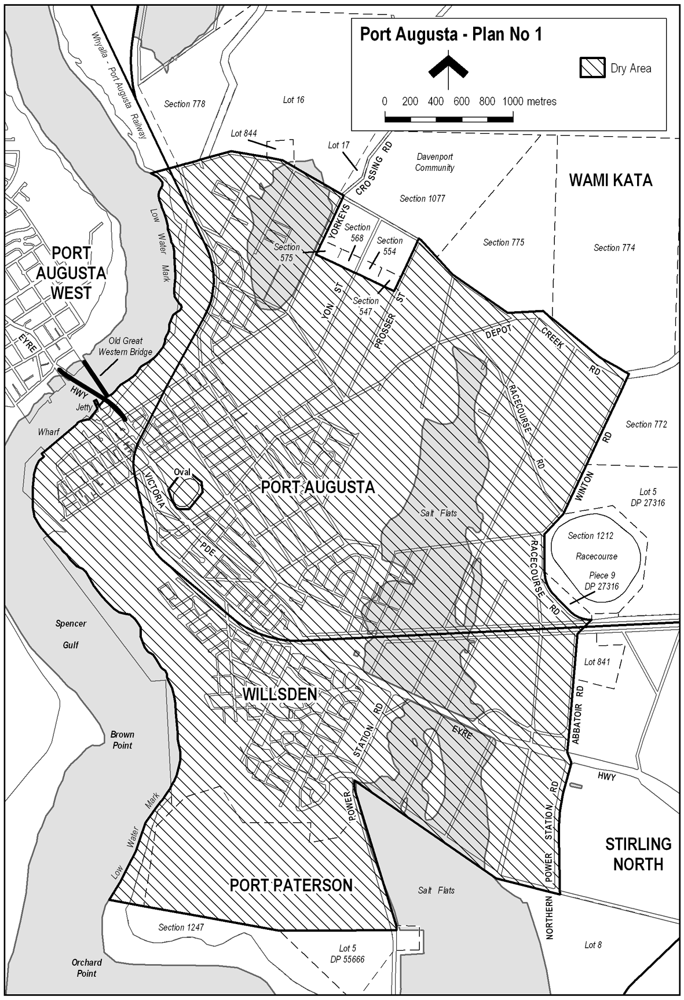 Port Augusta - Plan No 1
Dry Area
0 200 400 600 800 1000 metres
Whyalla - Port Augusta Railway
Section 778
Lot 16
Lot 844
Lot 17
CROSSING RD
Davenport
Community
Section 1077
WAMI KATA
YORKEYS
Section
568
Section
554
Section
575
Section
547
Section 775
Section 774
Low Water Mark
PORT
AUGUSTA
WEST
EYRE
Old Great
Western Bridge
HWY
Jetty
Wharf
YON ST
PROSSER ST
DEPOT
CREEK
RD
RACECOURSE RD
Section 772
WINTON RD
Lot 5
DP 27316
Oval
VICTORIA
PDE
PORT AUGUSTA
Salt Flats
RACECOURSE RD
Section 1212
Racecourse
Piece 9
DP 27316
Spencer
Gulf
Lot 841
ABBATOIR RD
WILLSDEN
STATION RD
POWER
EYRE
HWY
Brown
Point
Low Water Mark
NORTHERN POWER STATION RD
STIRLING
NORTH
PORT PATERSON
Salt Flats
Section 1247
Lot 5
DP 55666
Lot 8
Orchard
Point